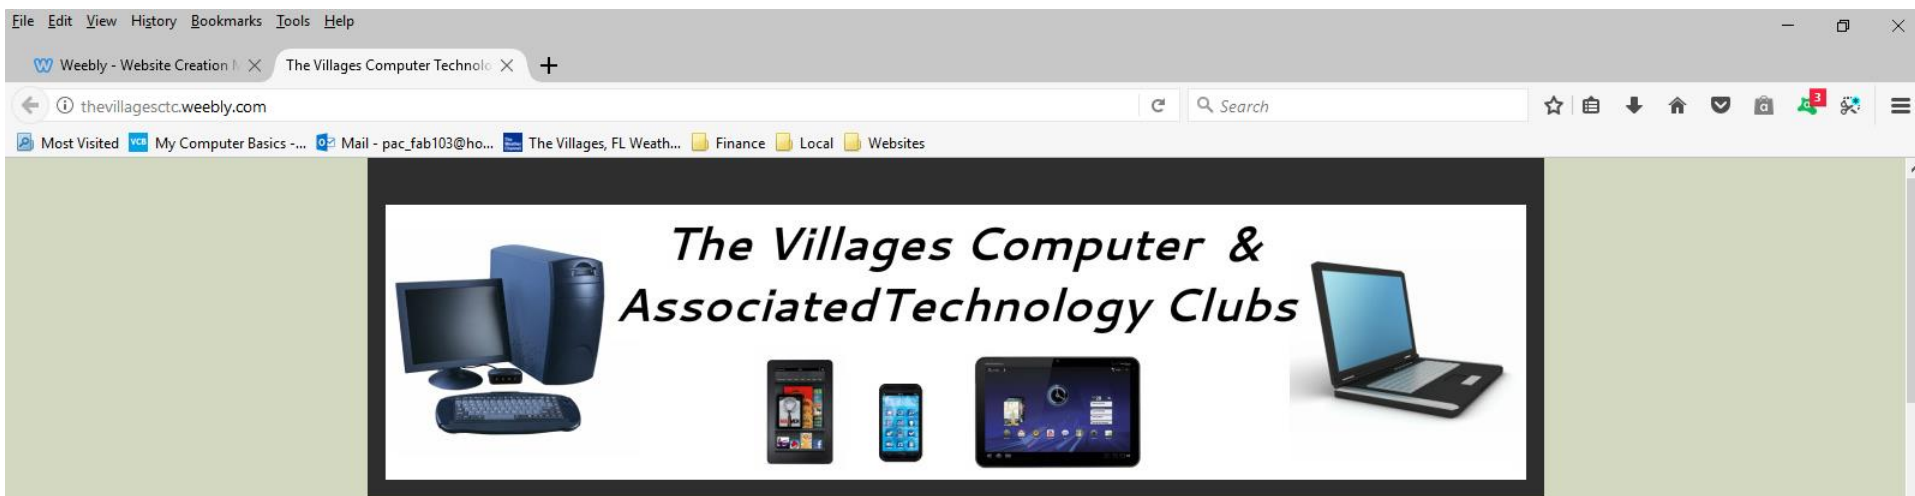 File Edit View History Bookmarks Tools Help
Weebly - Website Creation The Villages Computer Technolo
thevillagesctc.weebly.com Search
3
Most Visited VCB My Computer Basics -... Mail - pac_fab103@ho... The Villages, FL Weath... Finance Local Websites
The Villages Computer &
AssociatedTechnology Clubs